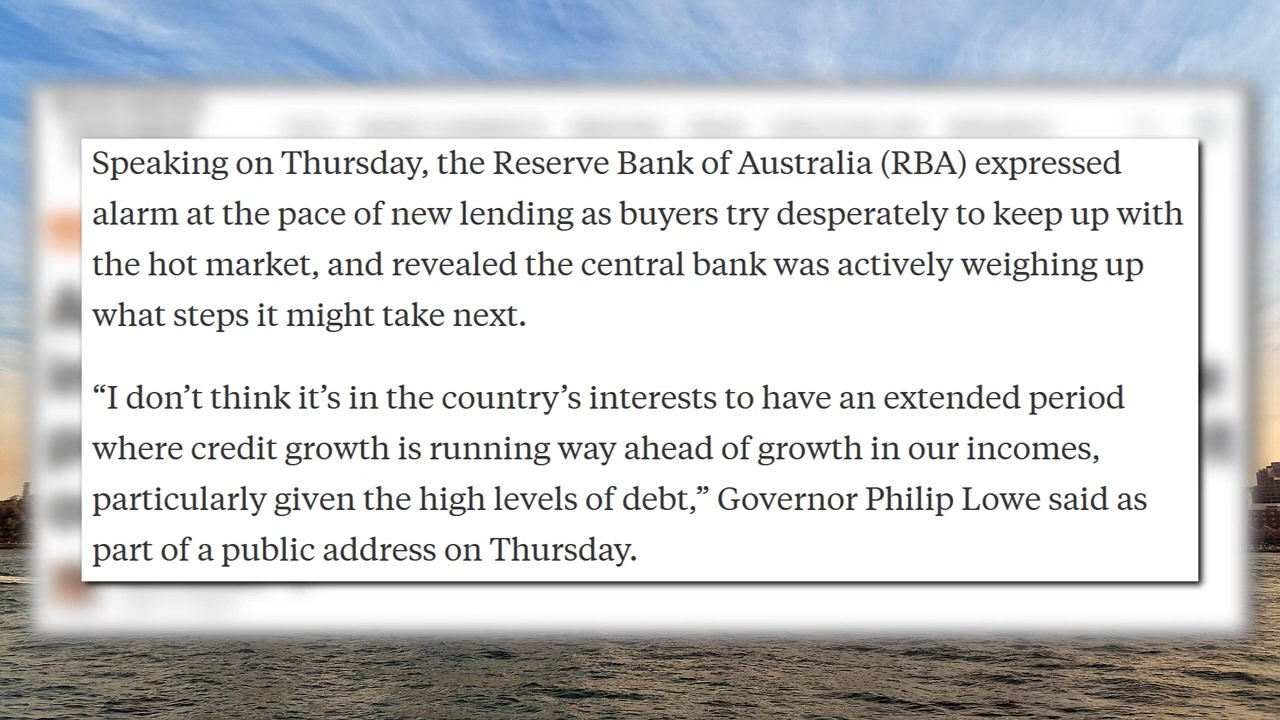 Speaking on Thursday, the Reserve Bank of Australia (RBA) expressed
alarm at the pace of new lending as buyers try desperately to keep up with
the hot market, and revealed the central bank was actively weighing up
what steps it might take next.
“I don’t think it’s in the country’s interests to have an extended period
where credit growth is running way ahead of growth in our incomes,
particularly given the high levels of debt,” Governor Philip Lowe said as
part of a public address on Thursday.